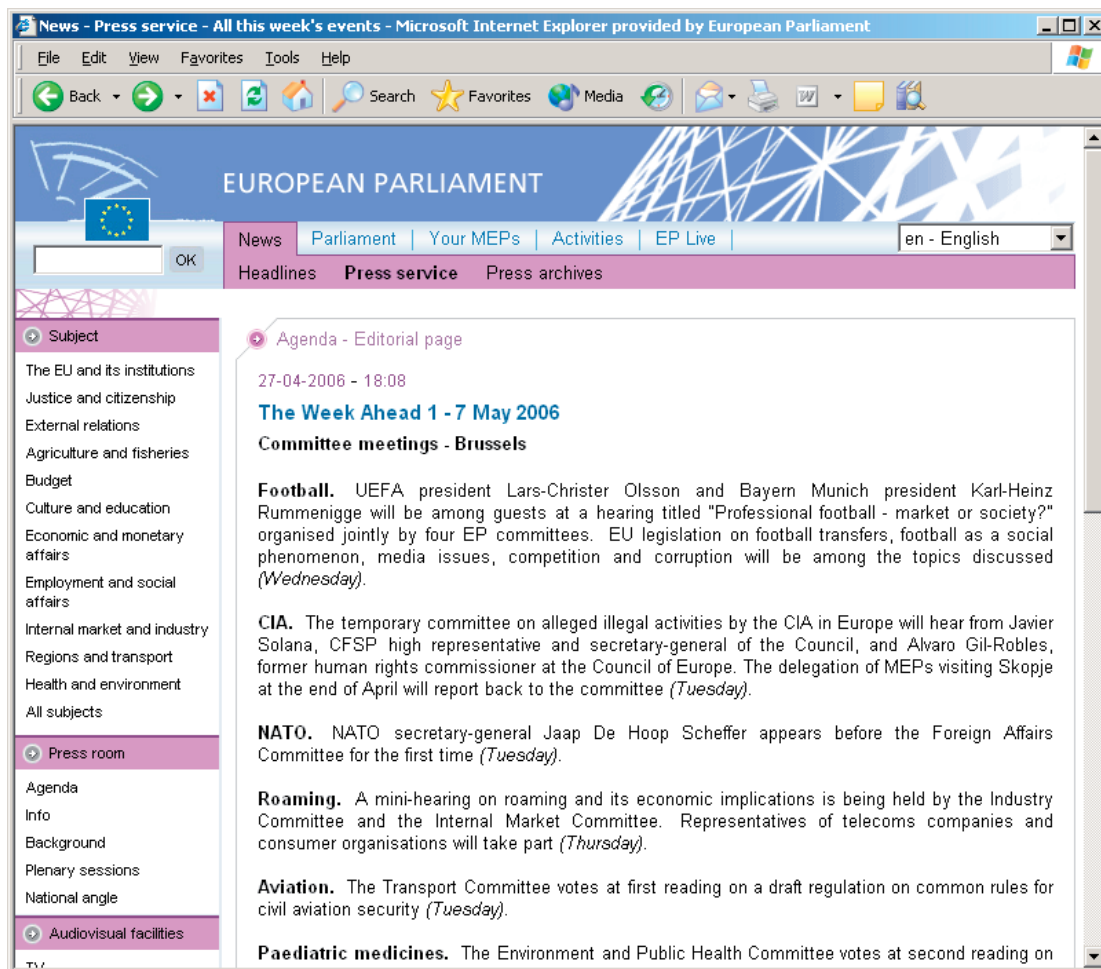 News - Press service - All this week's events - Microsoft Internet Explorer provided by European Parliament
File Edit View Favorites Tools Help
Back Search Favorites Media
EUROPEAN PARLIAMENT
News Parliament | Your MEPs | Activities | EP Live | en - English
OK
Headlines Press service Press archives
Subject
The EU and its institutions
Justice and citizenship
External relations
Agriculture and fisheries
Budget
Culture and education
Economic and monetary
affairs
Employment and social
affairs
Internal market and industry
Regions and transport
Health and environment
All subjects
Press room
Agenda
Info
Background
Plenary sessions
National angle
Audiovisual facilities
Agenda - Editorial page
27-04-2006 - 18:08
The Week Ahead 1 - 7 May 2006
Committee meetings - Brussels
Football. UEFA president Lars-Christer Olsson and Bayern Munich president Karl-Heinz
Rummenigge will be among guests at a hearing titled "Professional football - market or society?"
organised jointly by four EP committees. EU legislation on football transfers, football as a social
phenomenon, media issues, competition and corruption will be among the topics discussed
(Wednesday).
CIA. The temporary committee on alleged illegal activities by the CIA in Europe will hear from Javier
Solana, CFSP high representative and secretary-general of the Council, and Alvaro Gil-Robles,
former human rights commissioner at the Council of Europe. The delegation of MEPs visiting Skopje
at the end of April will report back to the committee (Tuesday).
NATO. NATO secretary-general Jaap De Hoop Scheffer appears before the Foreign Affairs
Committee for the first time (Tuesday).
Roaming. A mini-hearing on roaming and its economic implications is being held by the Industry
Committee and the Internal Market Committee. Representatives of telecoms companies and
consumer organisations will take part (Thursday).
Aviation. The Transport Committee votes at first reading on a draft regulation on common rules for
civil aviation security (Tuesday).
Paediatric medicines. The Environment and Public Health Committee votes at second reading on